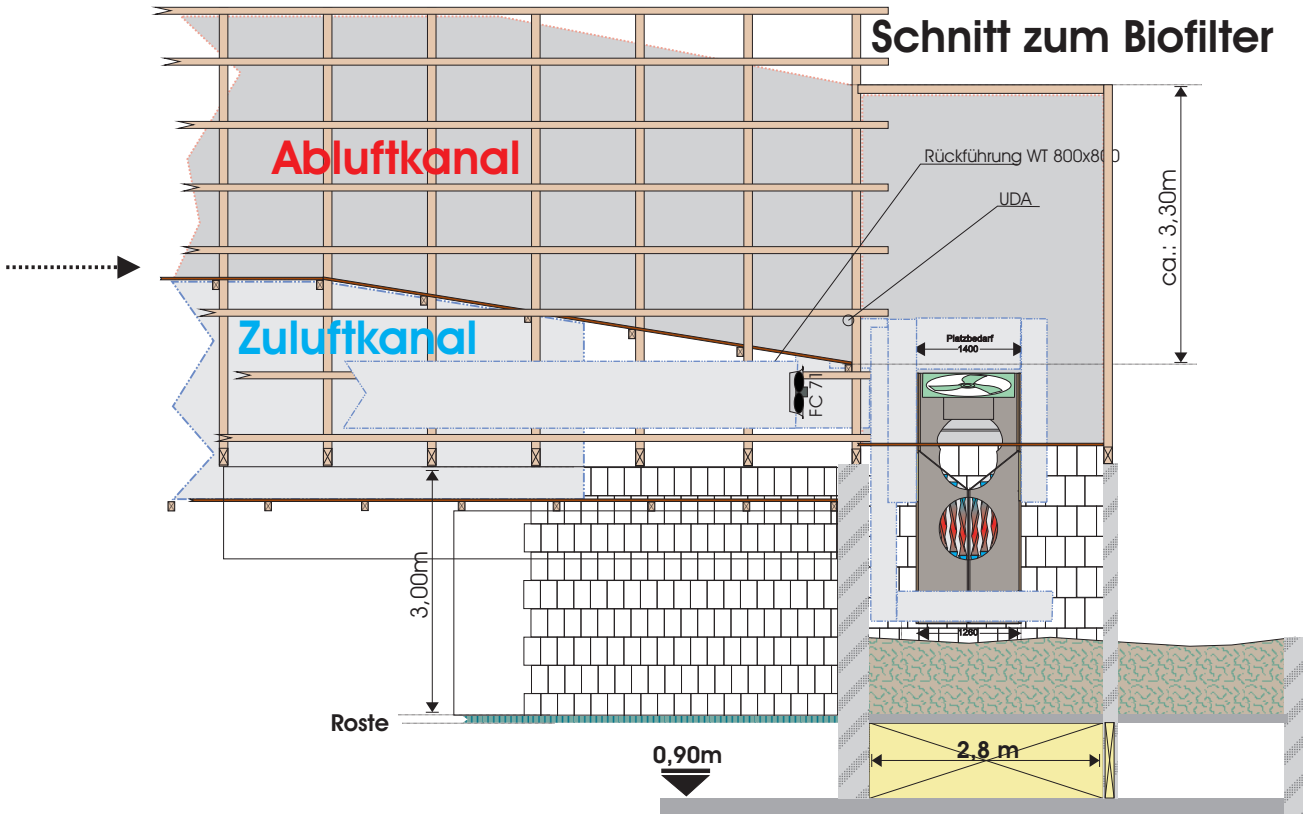 Schnitt zum Biofilter
Abluftkanal
Rückführung WT 800x800
UDA
ca.: 3,30m
Zuluftkanal
Platzbedarf
1400
FC 71
3,00m
1260
Roste
0,90m
2,8 m